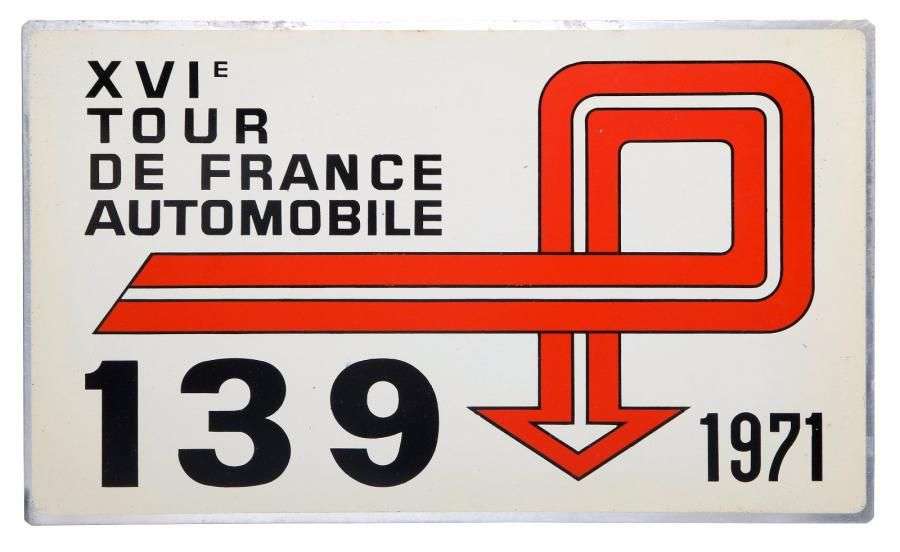 XVIᴱ
TOUR
DE FRANCE
AUTOMOBILE
139
1971